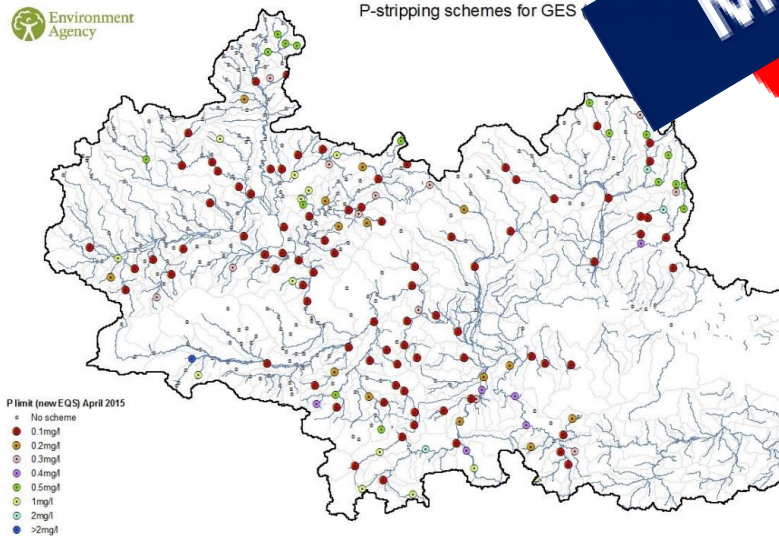 Environment
Agency
P-stripping schemes for GES
P limit (new EQS) April 2015
No scheme
0.1mg/l
0.2mg/l
0.3mg/l
0.4mg/l
0.5mg/l
1mg/l
2mg/l
>2mg/l